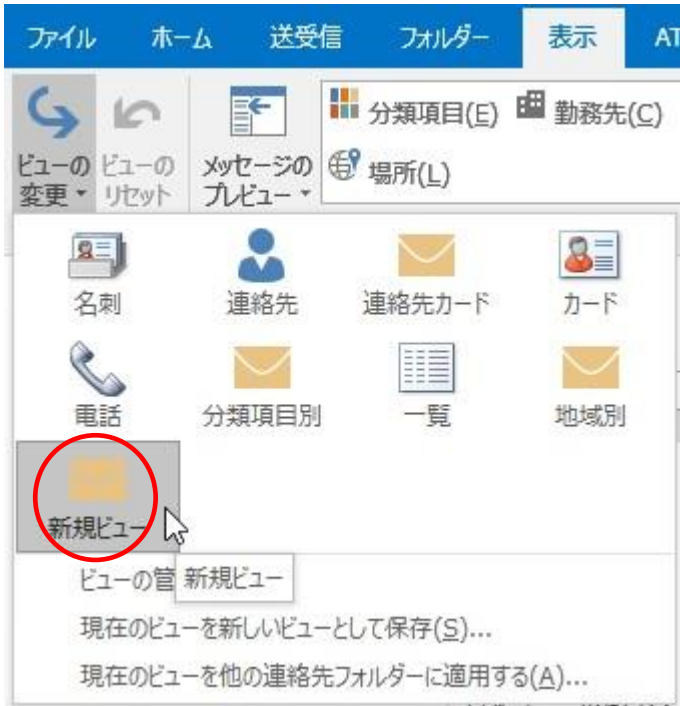 ファイル ホーム 送受信 フォルダー 表示
分類項目(E) 勤務先(C)
場所(L)
ビューの変更 ビューのリセット メッセージのプレビュー
名刺 連絡先 連絡先カード カード
電話 分類項目別 一覧 地域別
新規ビュー
ビューの管 新規ビュー
現在のビューを新しいビューとして保存(S)...
現在のビューを他の連絡先フォルダーに適用する(A)...